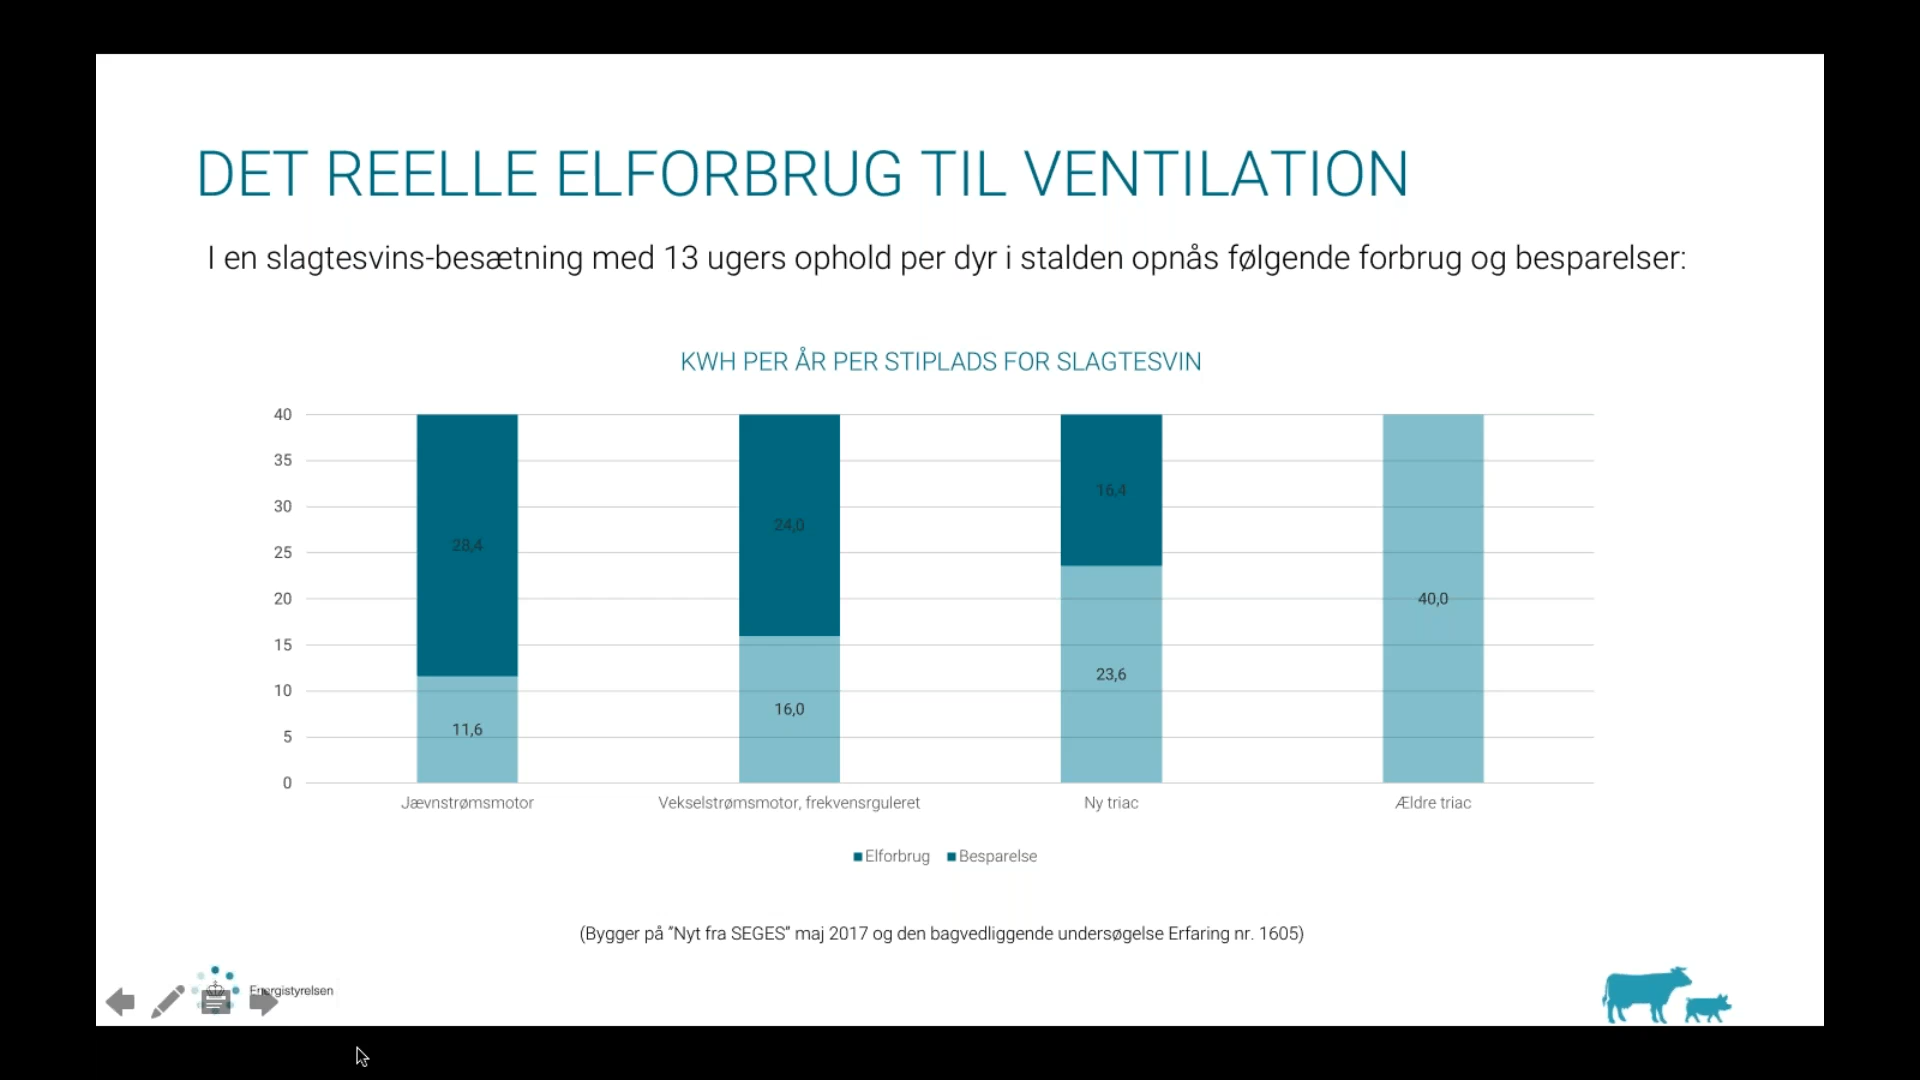 DET REELLE ELFORBRUG TIL VENTILATION
I en slagtesvins-besætning med 13 ugers ophold per dyr i stalden opnås følgende forbrug og besparelser:
KWH PER ÅR PER STIPLADS FOR SLAGTESVIN
40
35
30
25
20
15
10
5
0
28,4
24,0
16,4
40,0
11,6
16,0
23,6
Jævnstrømsmotor
Vekselstrømsmotor, frekvensrguleret
Ny triac
Ældre triac
Elforbrug
Besparelse
(Bygger på "Nyt fra SEGES" maj 2017 og den bagvedliggende undersøgelse Erfaring nr. 1605)
Energistyrelsen